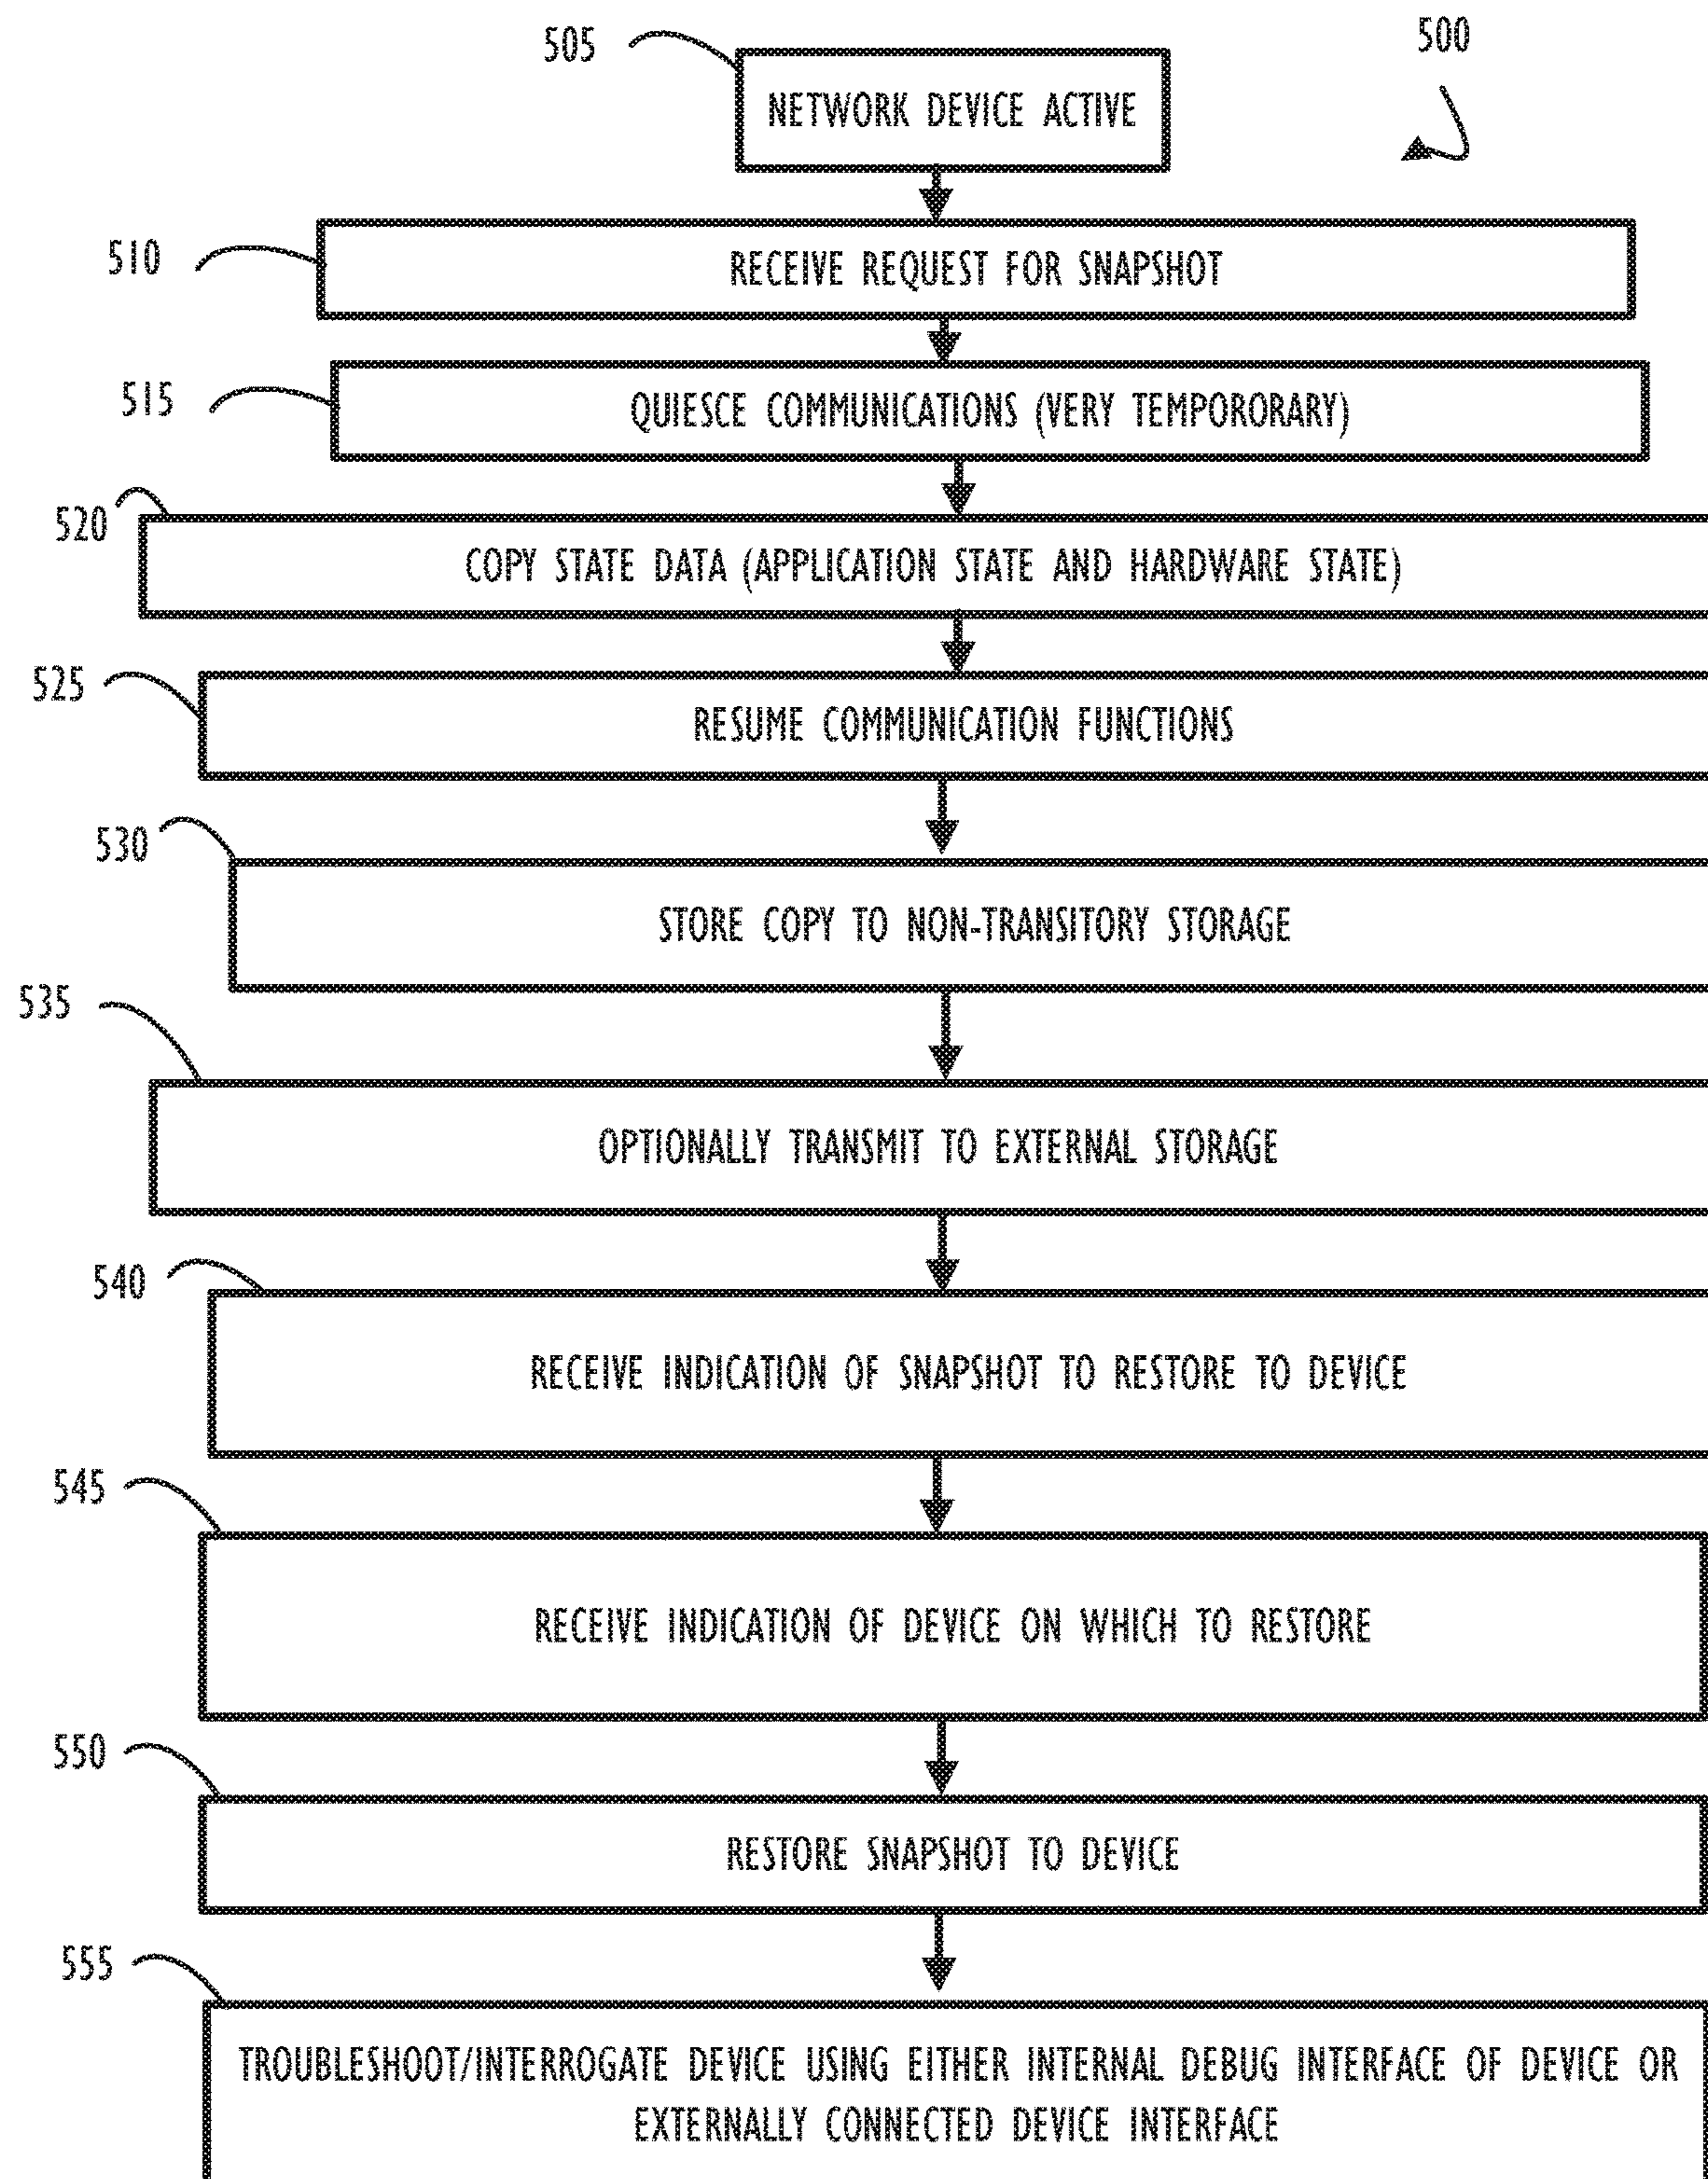 500
505
NETWORK DEVICE ACTIVE
510
RECEIVE REQUEST FOR SNAPSHOT
515
QUIESCE COMMUNICATIONS (VERY TEMPORORARY)
520
COPY STATE DATA (APPLICATION STATE AND HARDWARE STATE)
525
RESUME COMMUNICATION FUNCTIONS
530
STORE COPY TO NON-TRANSITORY STORAGE
535
OPTIONALLY TRANSMIT TO EXTERNAL STORAGE
540
RECEIVE INDICATION OF SNAPSHOT TO RESTORE TO DEVICE
545
RECEIVE INDICATION OF DEVICE ON WHICH TO RESTORE
550
RESTORE SNAPSHOT TO DEVICE
555
TROUBLESHOOT/INTERROGATE DEVICE USING EITHER INTERNAL DEBUG INTERFACE OF DEVICE OR
EXTERNALLY CONNECTED DEVICE INTERFACE